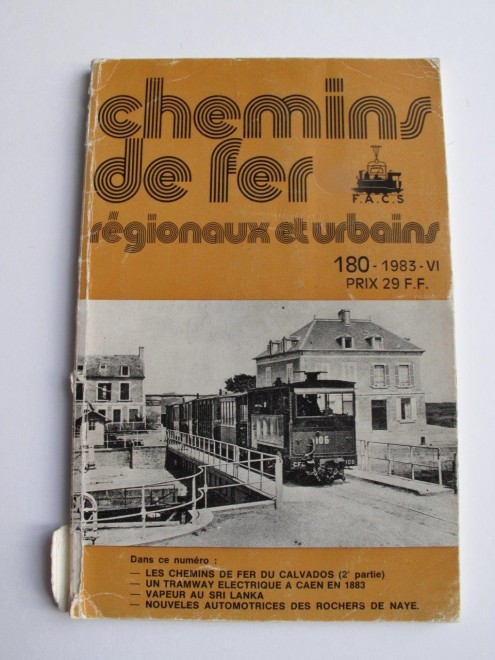 chemins
de fer
F.A.C.S
régionaux et urbains
180 - 1983 - VI
PRIX 29 F.F.
106
Dans ce numéro :
— LES CHEMINS DE FER DU CALVADOS (2e partie)
— UN TRAMWAY ELECTRIQUE A CAEN EN 1883
— VAPEUR AU SRI LANKA
— NOUVELES AUTOMOTRICES DES ROCHERS DE NAYE.